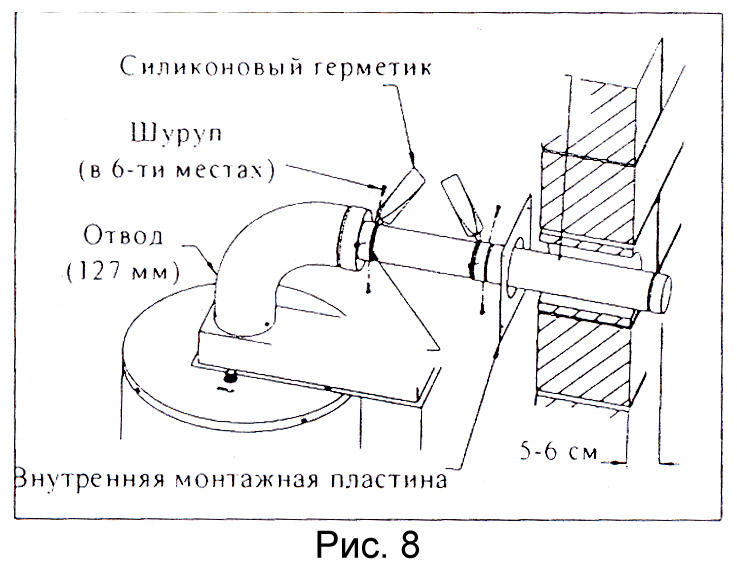 Силиконовый герметик
Шуруп
(в 6-ти местах)
Отвод
(127 мм)
5-6 см
Внутренняя монтажная пластина
Рис. 8